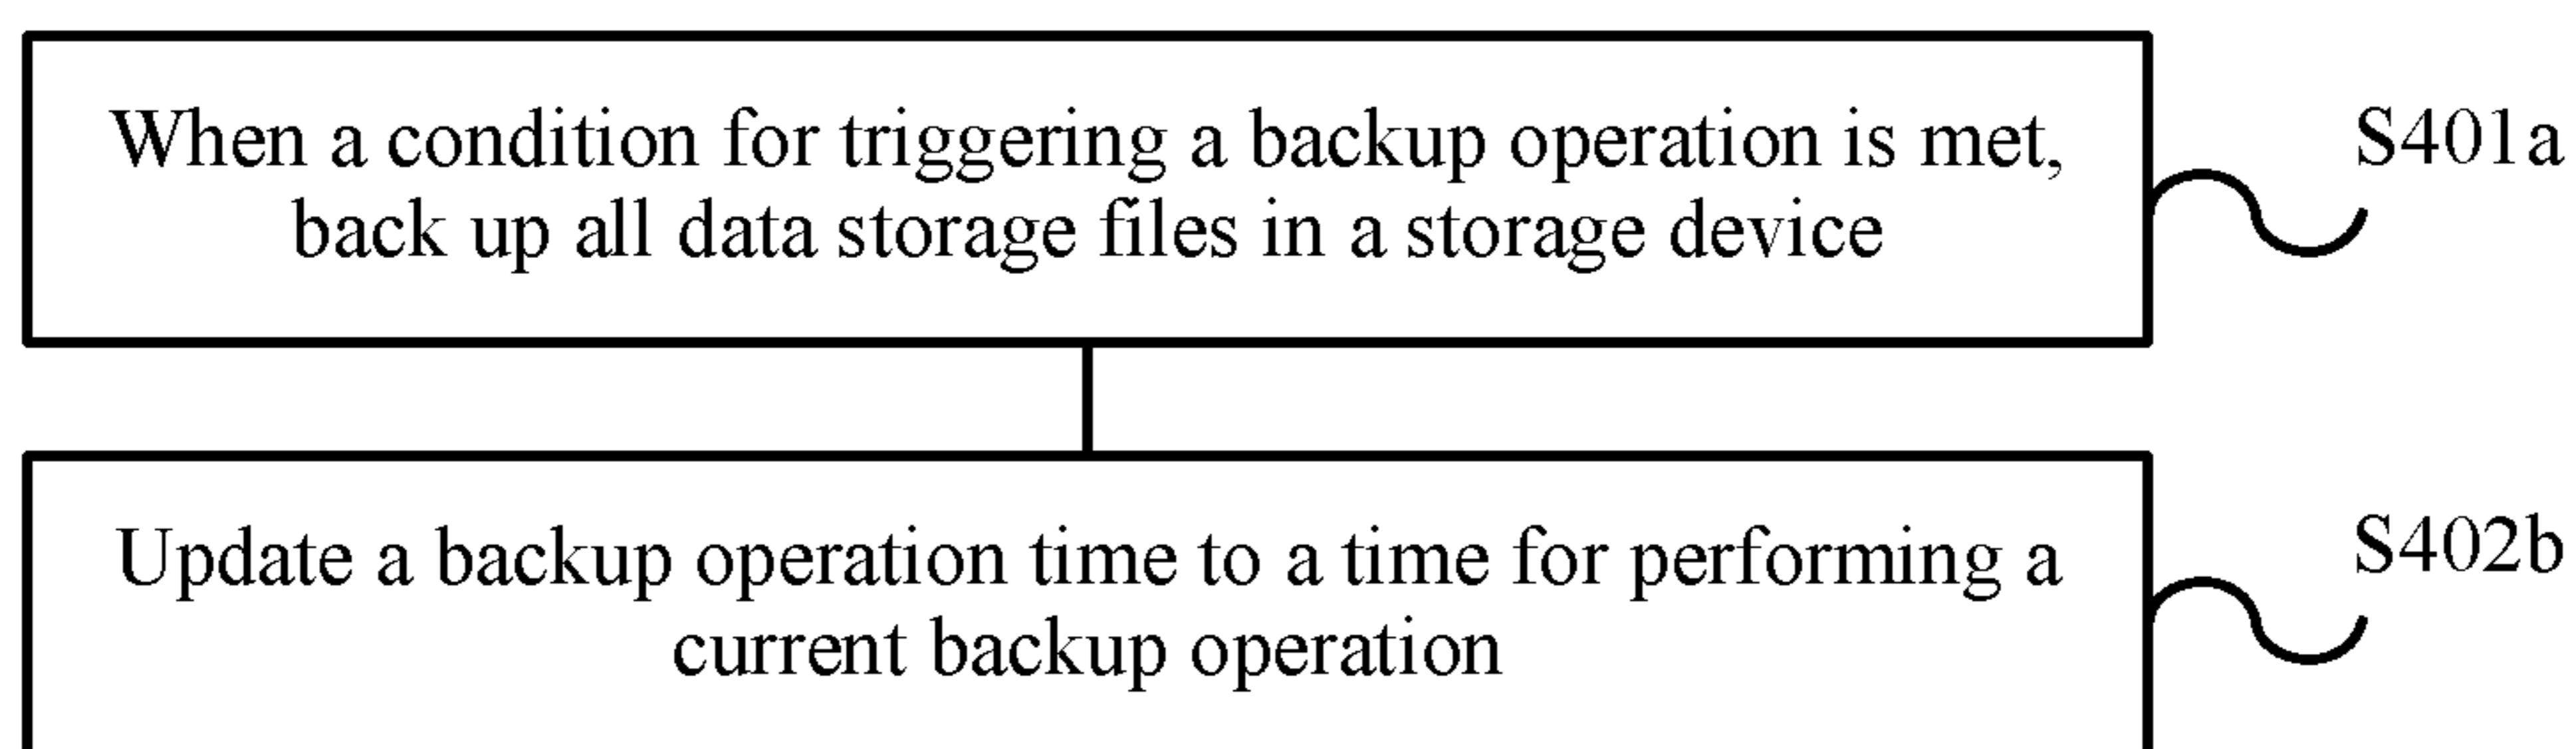 When a condition for triggering a backup operation is met,
back up all data storage files in a storage device
S401a
Update a backup operation time to a time for performing a
current backup operation
S402b